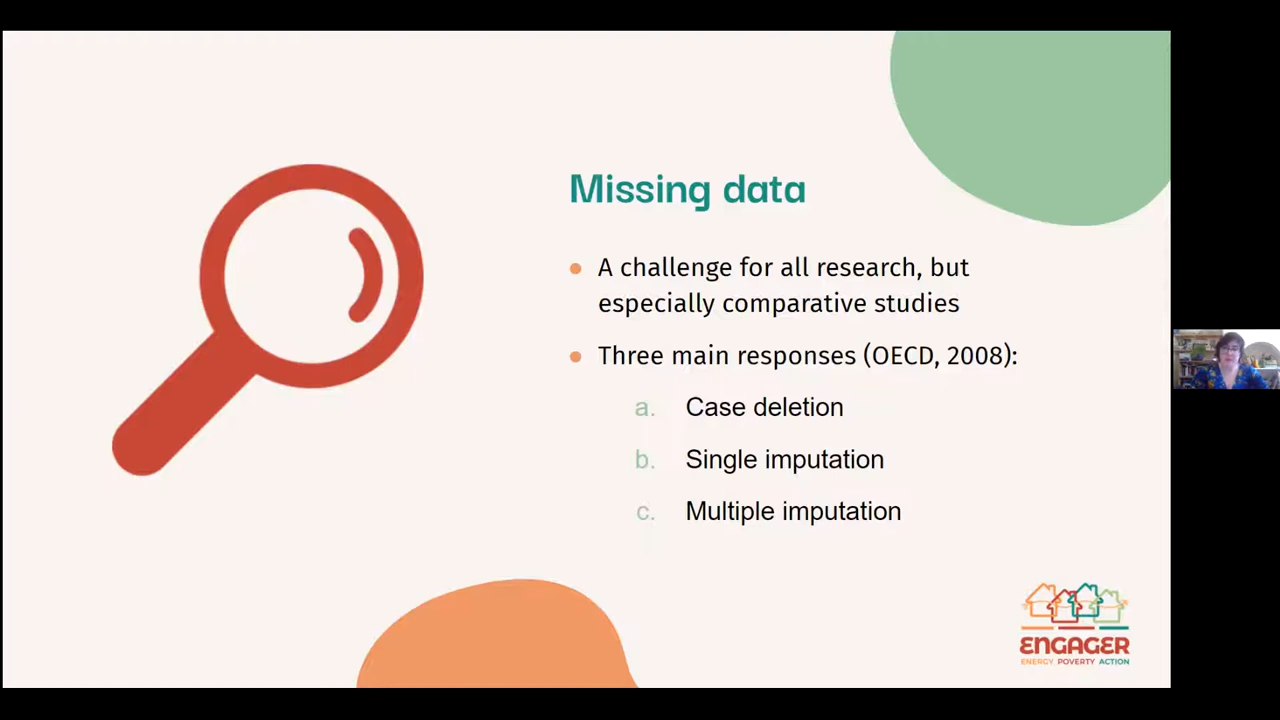 Missing data
• A challenge for all research, but
especially comparative studies
• Three main responses (OECD, 2008):
a. Case deletion
b. Single imputation
c. Multiple imputation
ENGAGER
ENERGY POVERTY ACTION